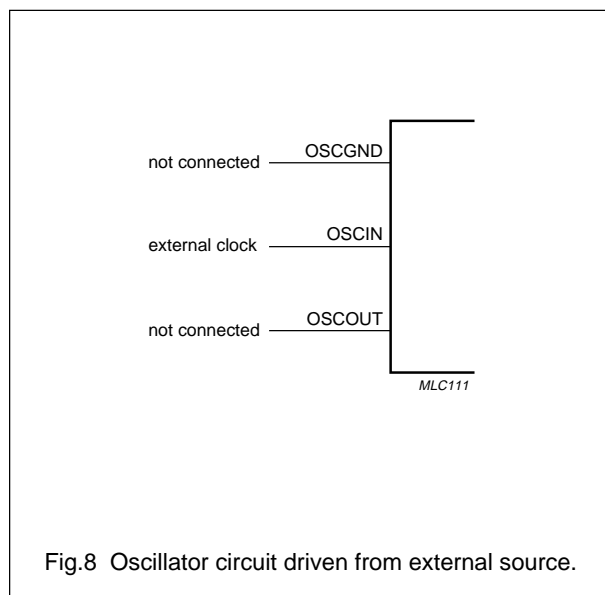 OSCGND
not connected
OSCIN
external clock
OSCOUT
not connected
MLC111
Fig.8 Oscillator circuit driven from external source.